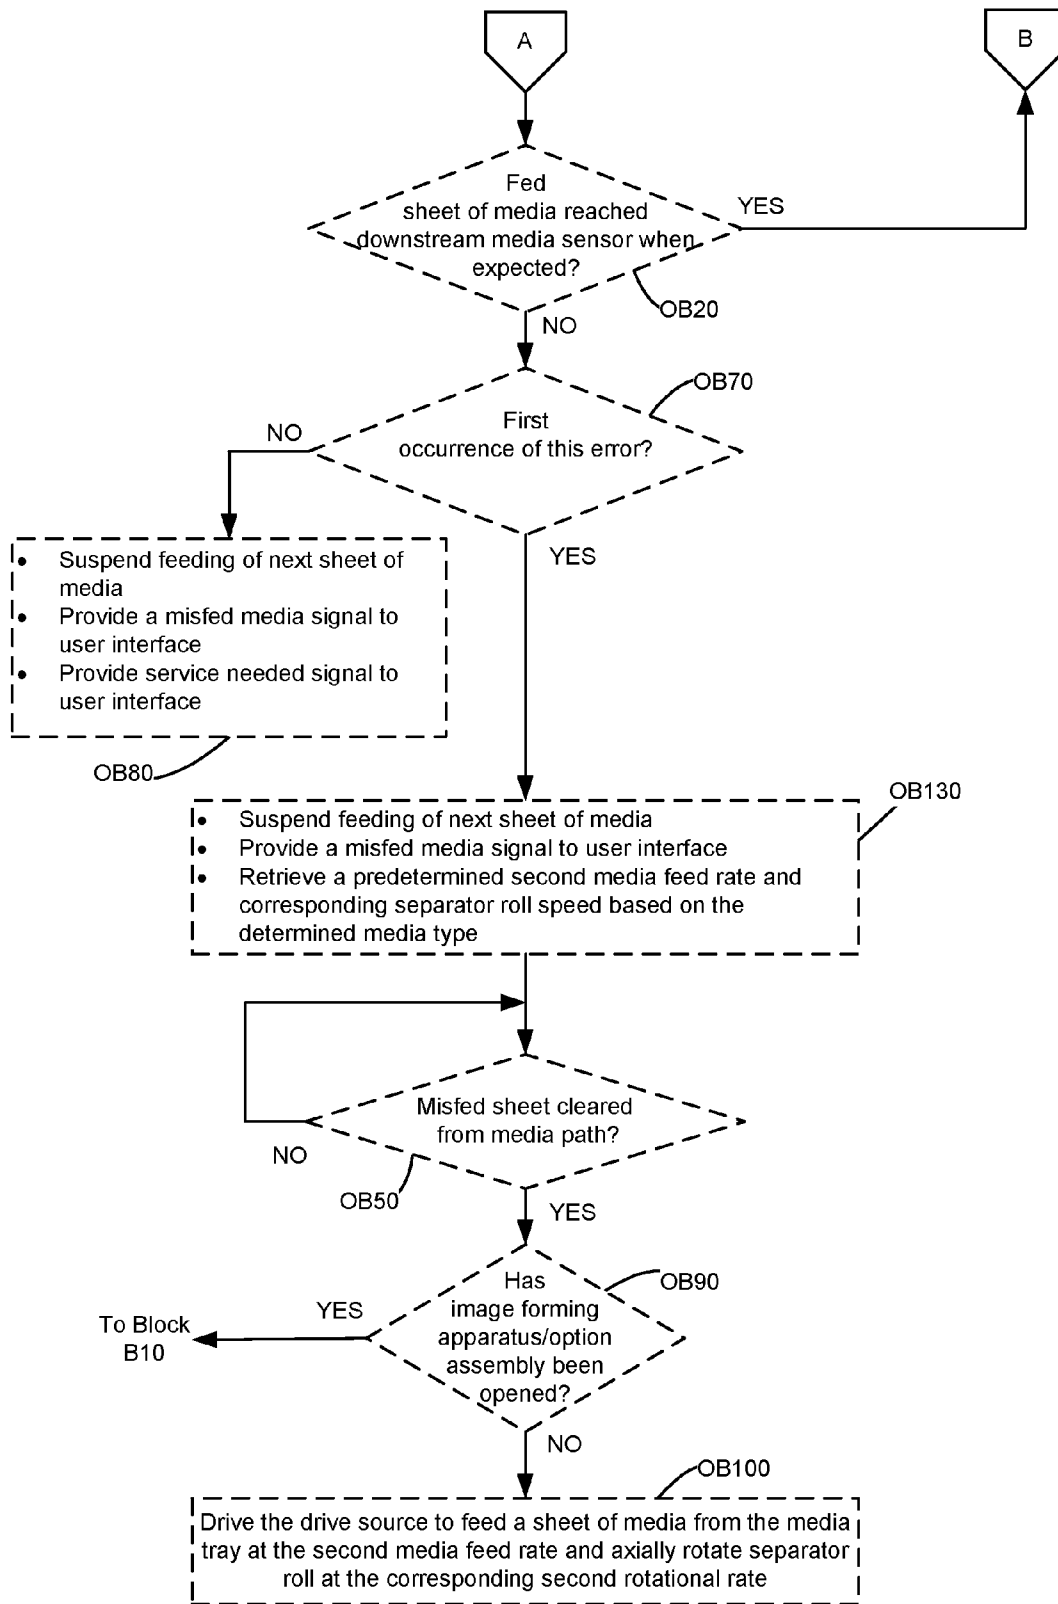 A
B
Fed
sheet of media reached
downstream media sensor when
expected?
YES
OB20
NO
OB70
First
occurrence of this error?
NO
YES
• Suspend feeding of next sheet of
media
• Provide a misfed media signal to
user interface
• Provide service needed signal to
user interface
OB80
OB130
• Suspend feeding of next sheet of media
• Provide a misfed media signal to user interface
• Retrieve a predetermined second media feed rate and
corresponding separator roll speed based on the
determined media type
Misfed sheet cleared
from media path?
NO
OB50
YES
OB90
Has
image forming
apparatus/option
assembly been
opened?
YES
To Block
B10
NO
OB100
Drive the drive source to feed a sheet of media from the media
tray at the second media feed rate and axially rotate separator
roll at the corresponding second rotational rate